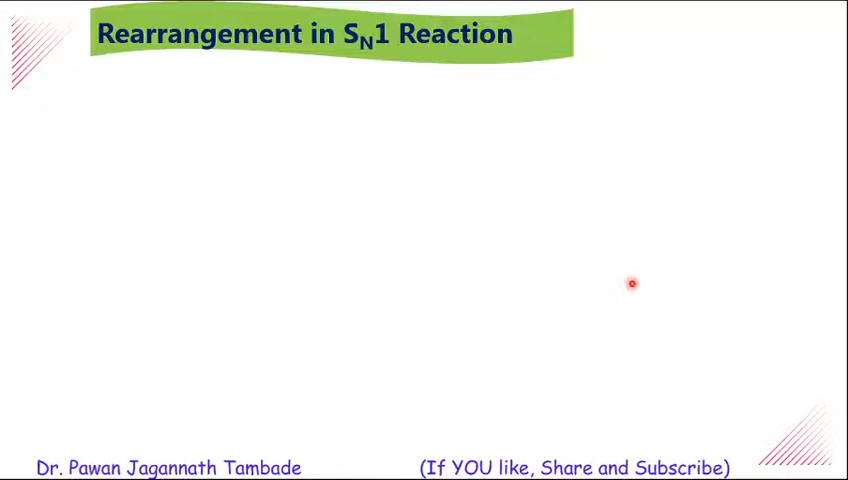 Rearrangement in SN1 Reaction
Dr. Pawan Jagannath Tambade
(If YOU like, Share and Subscribe)